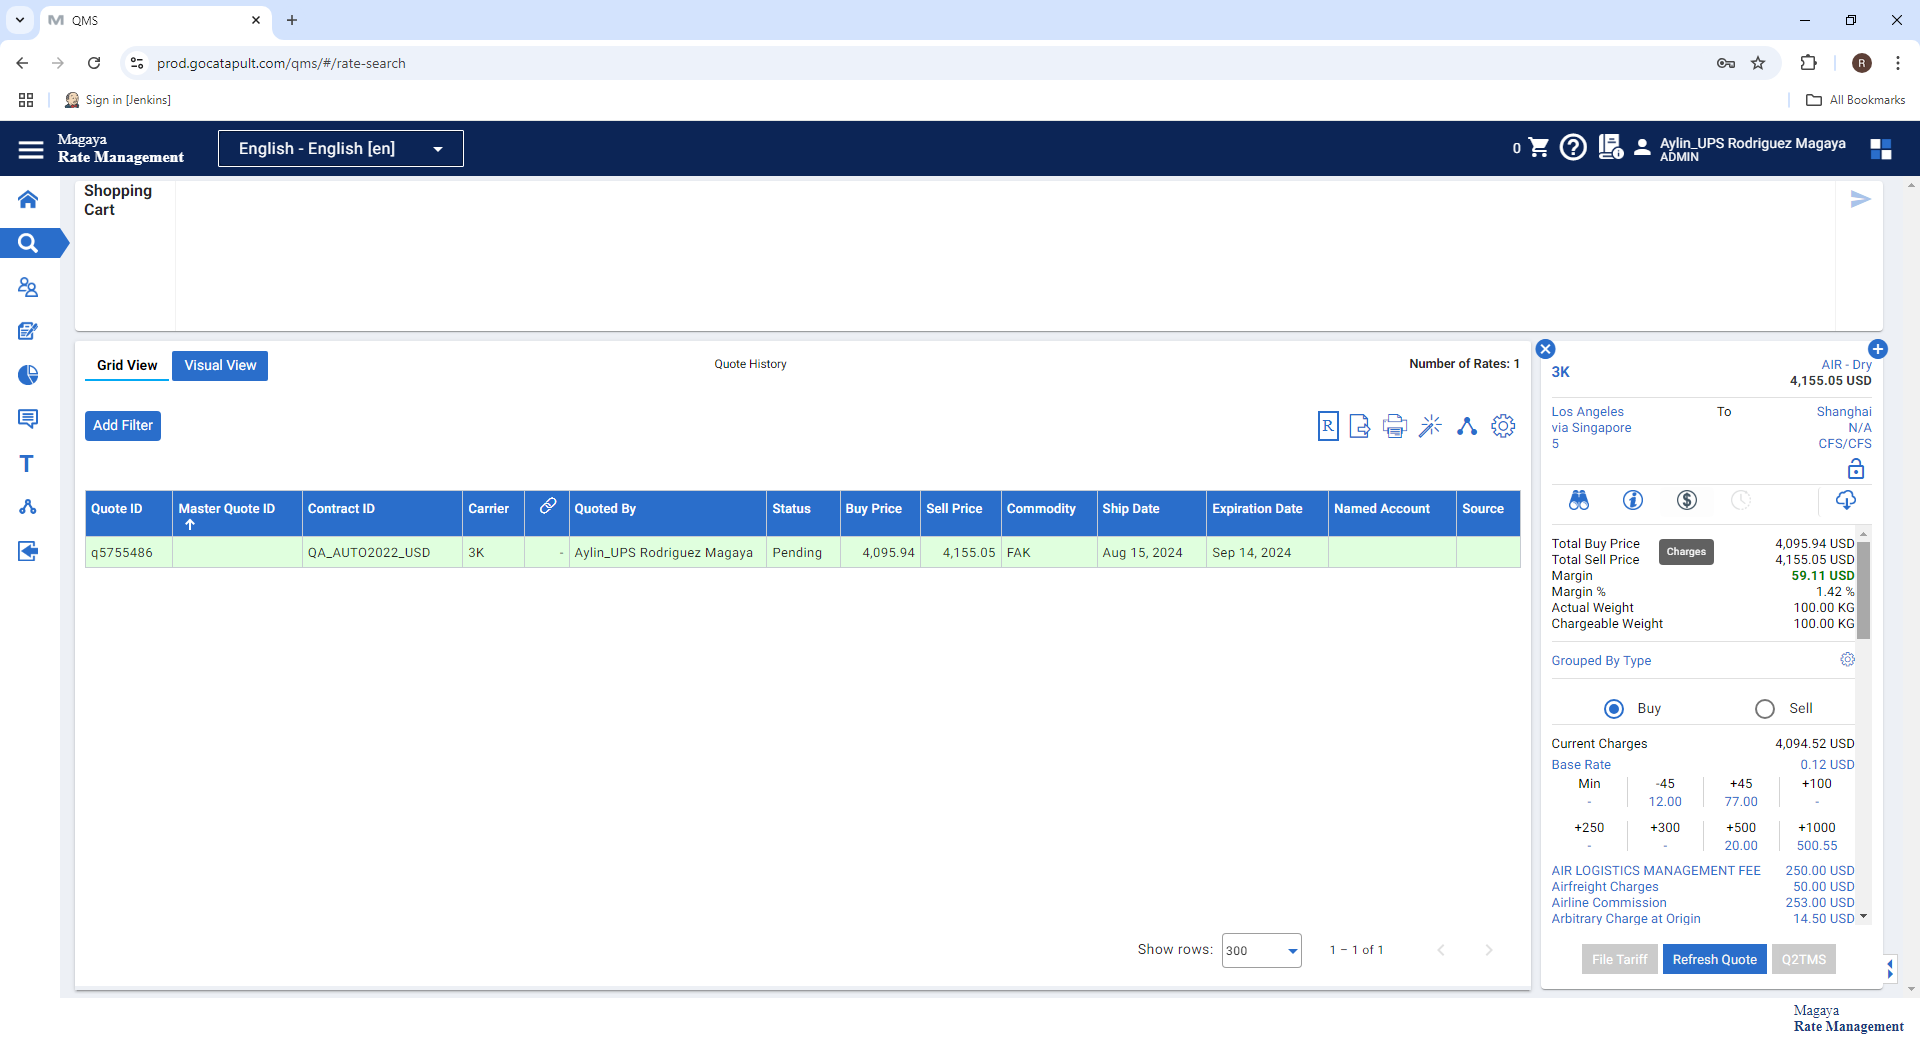 QMS
prod.gocatapult.com/qms/#/rate-search
R
Sign in [Jenkins]
All Bookmarks
Magaya
Rate Management
English - English [en]
0
Aylin_UPS Rodriguez Magaya
ADMIN
Shopping
Cart
Grid View
Visual View
Quote History
Number of Rates: 1
Add Filter
R
Quote ID
Master Quote ID
Contract ID
Carrier
Quoted By
Status
Buy Price
Sell Price
Commodity
Ship Date
Expiration Date
Named Account
Source
q5755486
QA_AUTO2022_USD
3K
-
Aylin_UPS Rodriguez Magaya
Pending
4,095.94
4,155.05
FAK
Aug 15, 2024
Sep 14, 2024
Show rows:
300
1 – 1 of 1
3K
AIR - Dry
4,155.05 USD
Los Angeles
To
Shanghai
via Singapore
N/A
5
CFS/CFS
Total Buy Price 4,095.94 USD
Charges
Total Sell Price 4,155.05 USD
Margin 59.11 USD
Margin % 1.42 %
Actual Weight 100.00 KG
Chargeable Weight 100.00 KG
Grouped By Type
Buy
Sell
Current Charges 4,094.52 USD
Base Rate 0.12 USD
Min -45 +45 +100
- 12.00 77.00 -
+250 +300 +500 +1000
- - 20.00 500.55
AIR LOGISTICS MANAGEMENT FEE 250.00 USD
Airfreight Charges 50.00 USD
Airline Commission 253.00 USD
Arbitrary Charge at Origin 14.50 USD
File Tariff
Refresh Quote
Q2TMS
Magaya
Rate Management